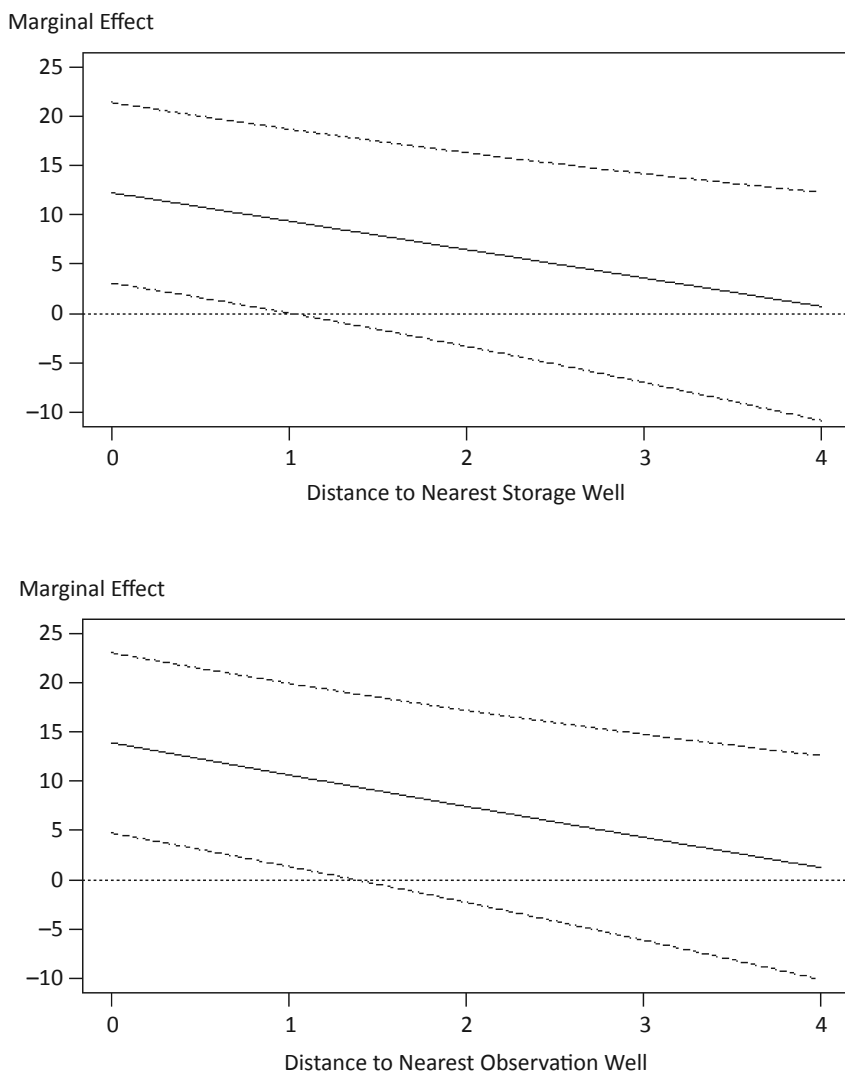 Marginal Effect
25
20
15
10
5
0
−5
−10
0 1 2 3 4
Distance to Nearest Storage Well
Marginal Effect
25
20
15
10
5
0
−5
−10
0 1 2 3 4
Distance to Nearest Observation Well